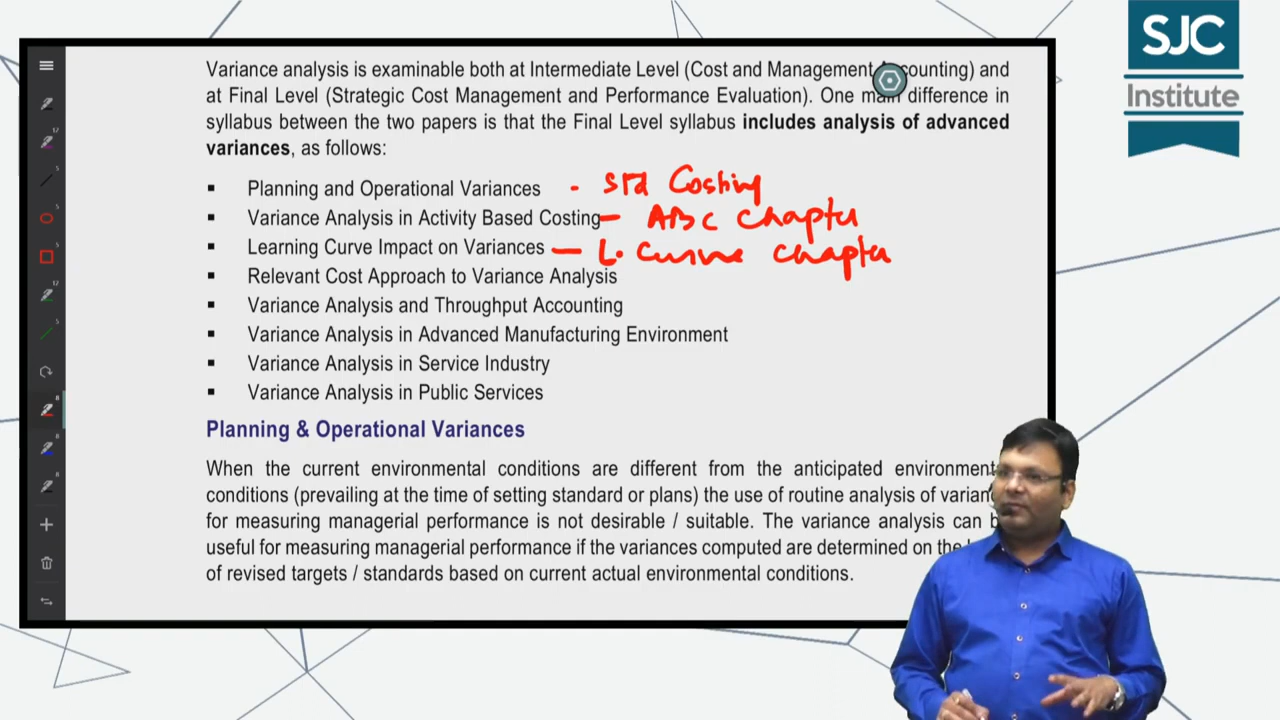 SJC
Institute
Variance analysis is examinable both at Intermediate Level (Cost and Management Accounting) and
at Final Level (Strategic Cost Management and Performance Evaluation). One main difference in
syllabus between the two papers is that the Final Level syllabus includes analysis of advanced
variances, as follows:
▪ Planning and Operational Variances - Std Costing
▪ Variance Analysis in Activity Based Costing - ABC Chapter
▪ Learning Curve Impact on Variances - L. Curve Chapter
▪ Relevant Cost Approach to Variance Analysis
▪ Variance Analysis and Throughput Accounting
▪ Variance Analysis in Advanced Manufacturing Environment
▪ Variance Analysis in Service Industry
▪ Variance Analysis in Public Services
Planning & Operational Variances
When the current environmental conditions are different from the anticipated environment
conditions (prevailing at the time of setting standard or plans) the use of routine analysis of varian
for measuring managerial performance is not desirable / suitable. The variance analysis can b
useful for measuring managerial performance if the variances computed are determined on the
of revised targets / standards based on current actual environmental conditions.